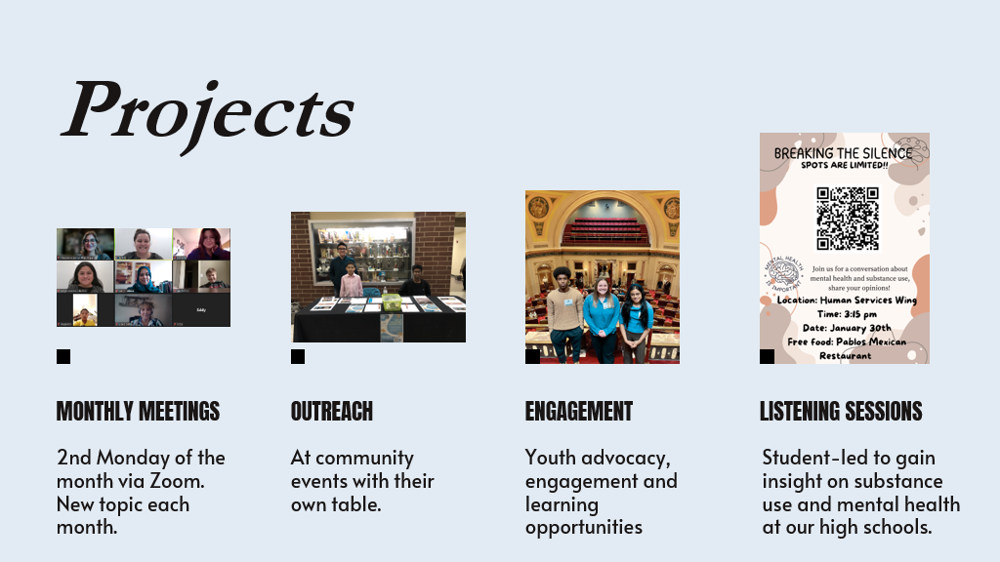 Projects
BREAKING THE SILENCE
SPOTS ARE LIMITED!!
MENTAL HEALTH
IMPORTANT
Join us for a conversation about
mental health and substance use,
share your opinions!
Location: Human Services Wing
Time: 3:15 pm
Date: January 30th
Free food: Pablos Mexican
Restaurant
Eddy
MONTHLY MEETINGS
2nd Monday of the
month via Zoom.
New topic each
month.
OUTREACH
At community
events with their
own table.
ENGAGEMENT
Youth advocacy,
engagement and
learning
opportunities
LISTENING SESSIONS
Student-led to gain
insight on substance
use and mental health
at our high schools.